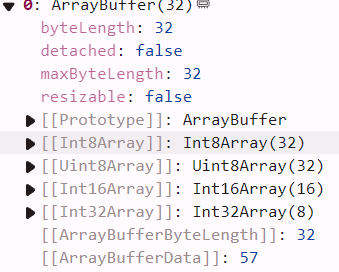 0: ArrayBuffer(32)
byteLength: 32
detached: false
maxByteLength: 32
resizable: false
[[Prototype]]: ArrayBuffer
[[Int8Array]]: Int8Array(32)
[[Uint8Array]]: Uint8Array(32)
[[Int16Array]]: Int16Array(16)
[[Int32Array]]: Int32Array(8)
[[ArrayBufferByteLength]]: 32
[[ArrayBufferData]]: 57